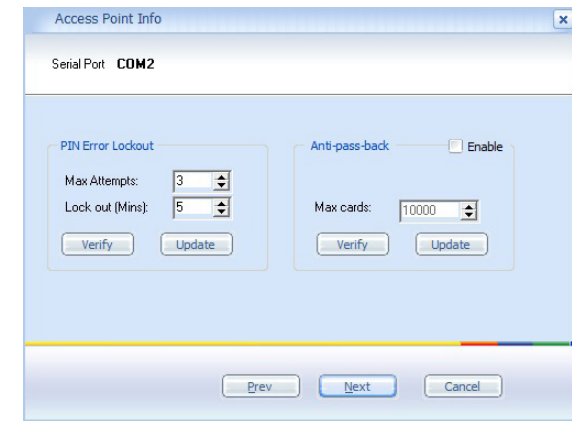 Access Point Info
Serial Port COM2
PIN Error Lockout
Max Attempts: 3
Lock out (Mins): 5
Verify Update
Anti-pass-back Enable
Max cards: 10000
Verify Update
Prev Next Cancel